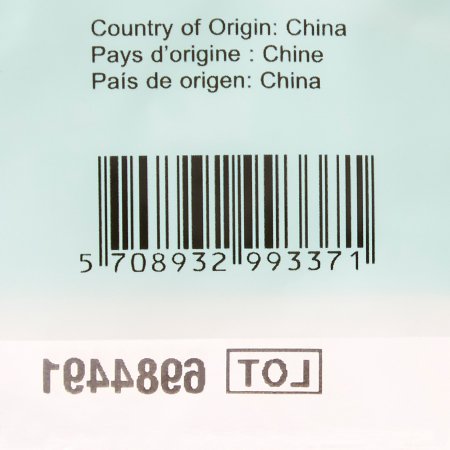 Country of Origin: China
Pays d'origine : Chine
País de origen: China
5 708932 993371
LOT 6984491